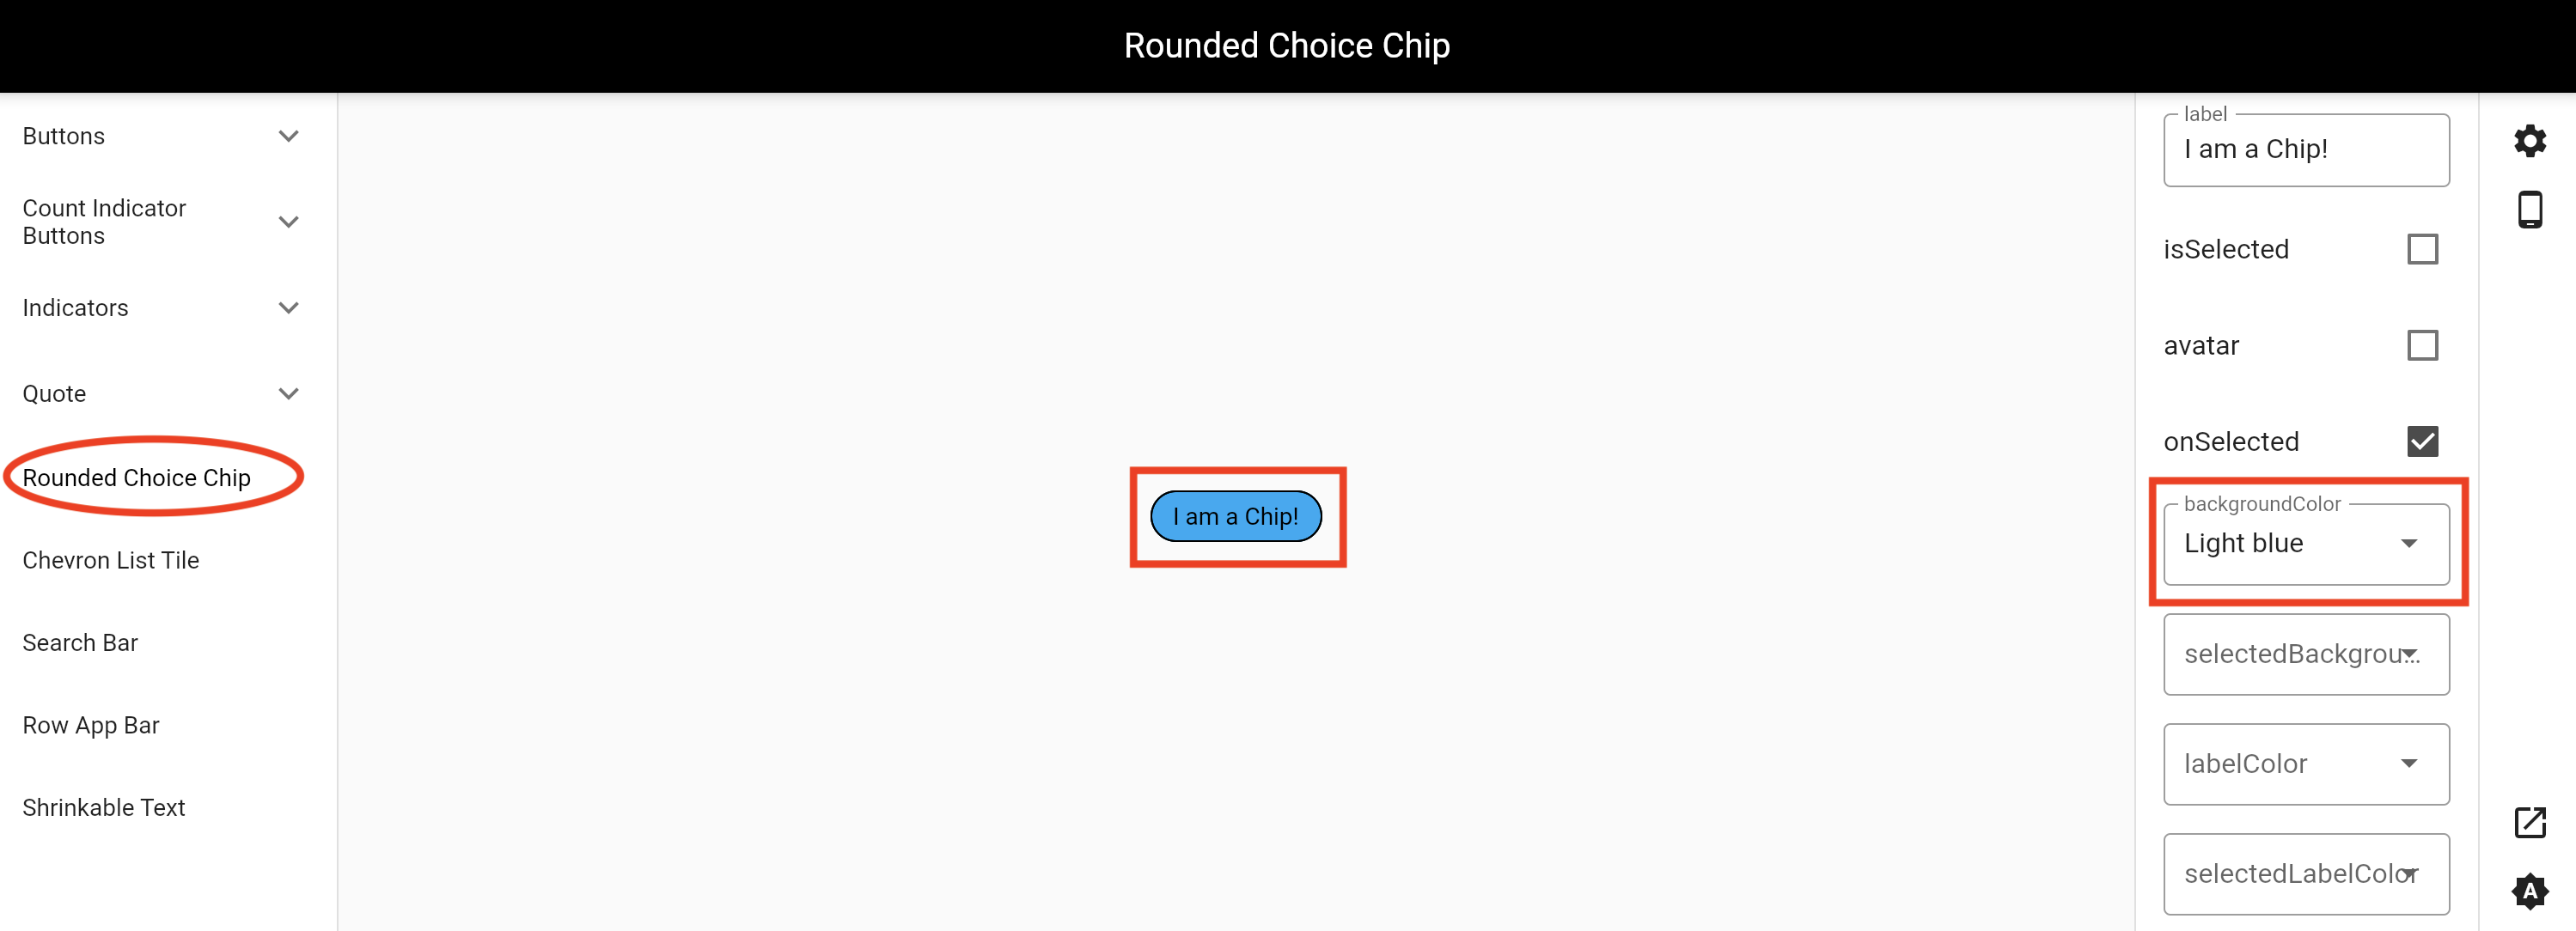 Rounded Choice Chip
Buttons
Count Indicator
Buttons
Indicators
Quote
Rounded Choice Chip
Chevron List Tile
Search Bar
Row App Bar
Shrinkable Text
I am a Chip!
label
I am a Chip!
isSelected
avatar
onSelected
backgroundColor
Light blue
selectedBackgrou...
labelColor
selectedLabelColor
A